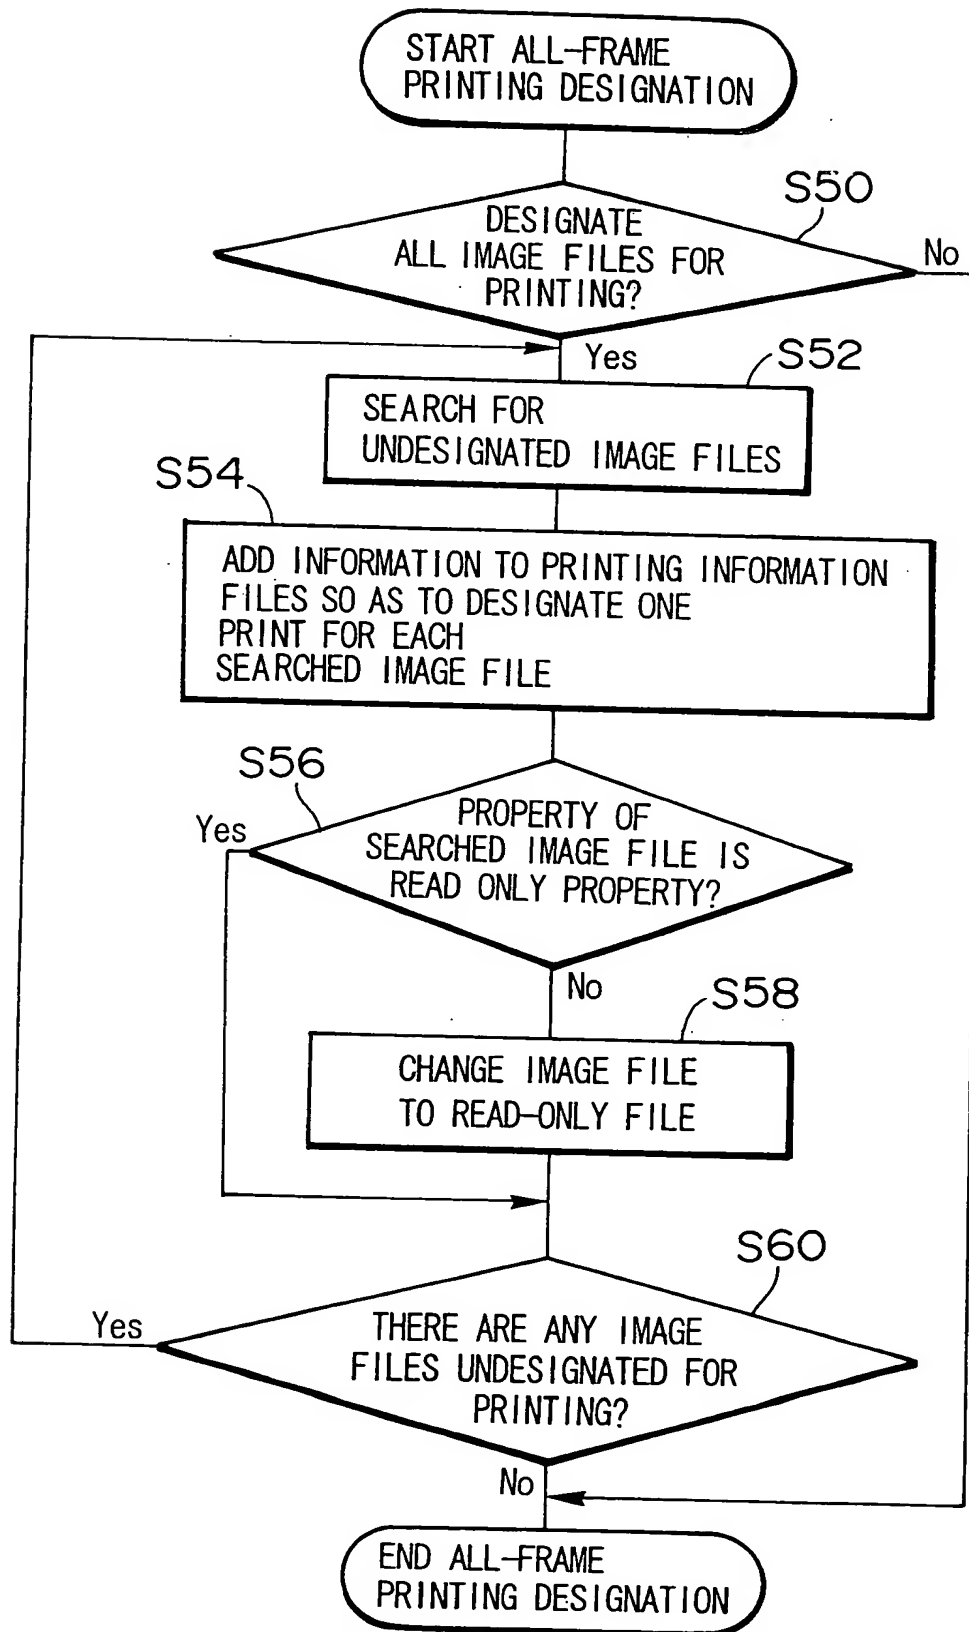 START ALL-FRAME
PRINTING DESIGNATION
S50
DESIGNATE
ALL IMAGE FILES FOR
PRINTING?
No
Yes
S52
SEARCH FOR
UNDESIGNATED IMAGE FILES
S54
ADD INFORMATION TO PRINTING INFORMATION
FILES SO AS TO DESIGNATE ONE
PRINT FOR EACH
SEARCHED IMAGE FILE
S56
Yes
PROPERTY OF
SEARCHED IMAGE FILE IS
READ ONLY PROPERTY?
No
S58
CHANGE IMAGE FILE
TO READ-ONLY FILE
S60
Yes
THERE ARE ANY IMAGE
FILES UNDESIGNATED FOR
PRINTING?
No
END ALL-FRAME
PRINTING DESIGNATION